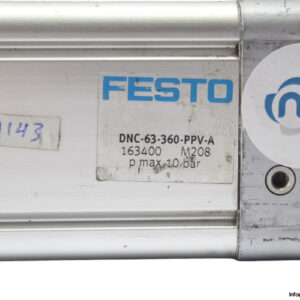 FESTO
DNC-63-360-PPV-A
163400 M208
p max 10 bar